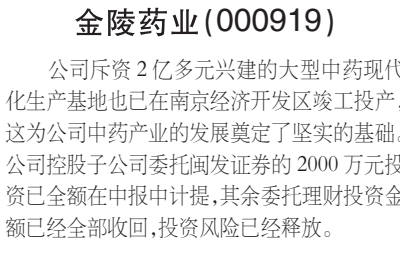 金陵药业(000919)
公司斥资2亿多元兴建的大型中药现代
化生产基地也已在南京经济开发区竣工投产,
这为公司中药产业的发展奠定了坚实的基础。
公司控股子公司委托闽发证券的2000万元投
资已全额在中报中计提,其余委托理财投资金
额已经全部收回,投资风险已经释放。